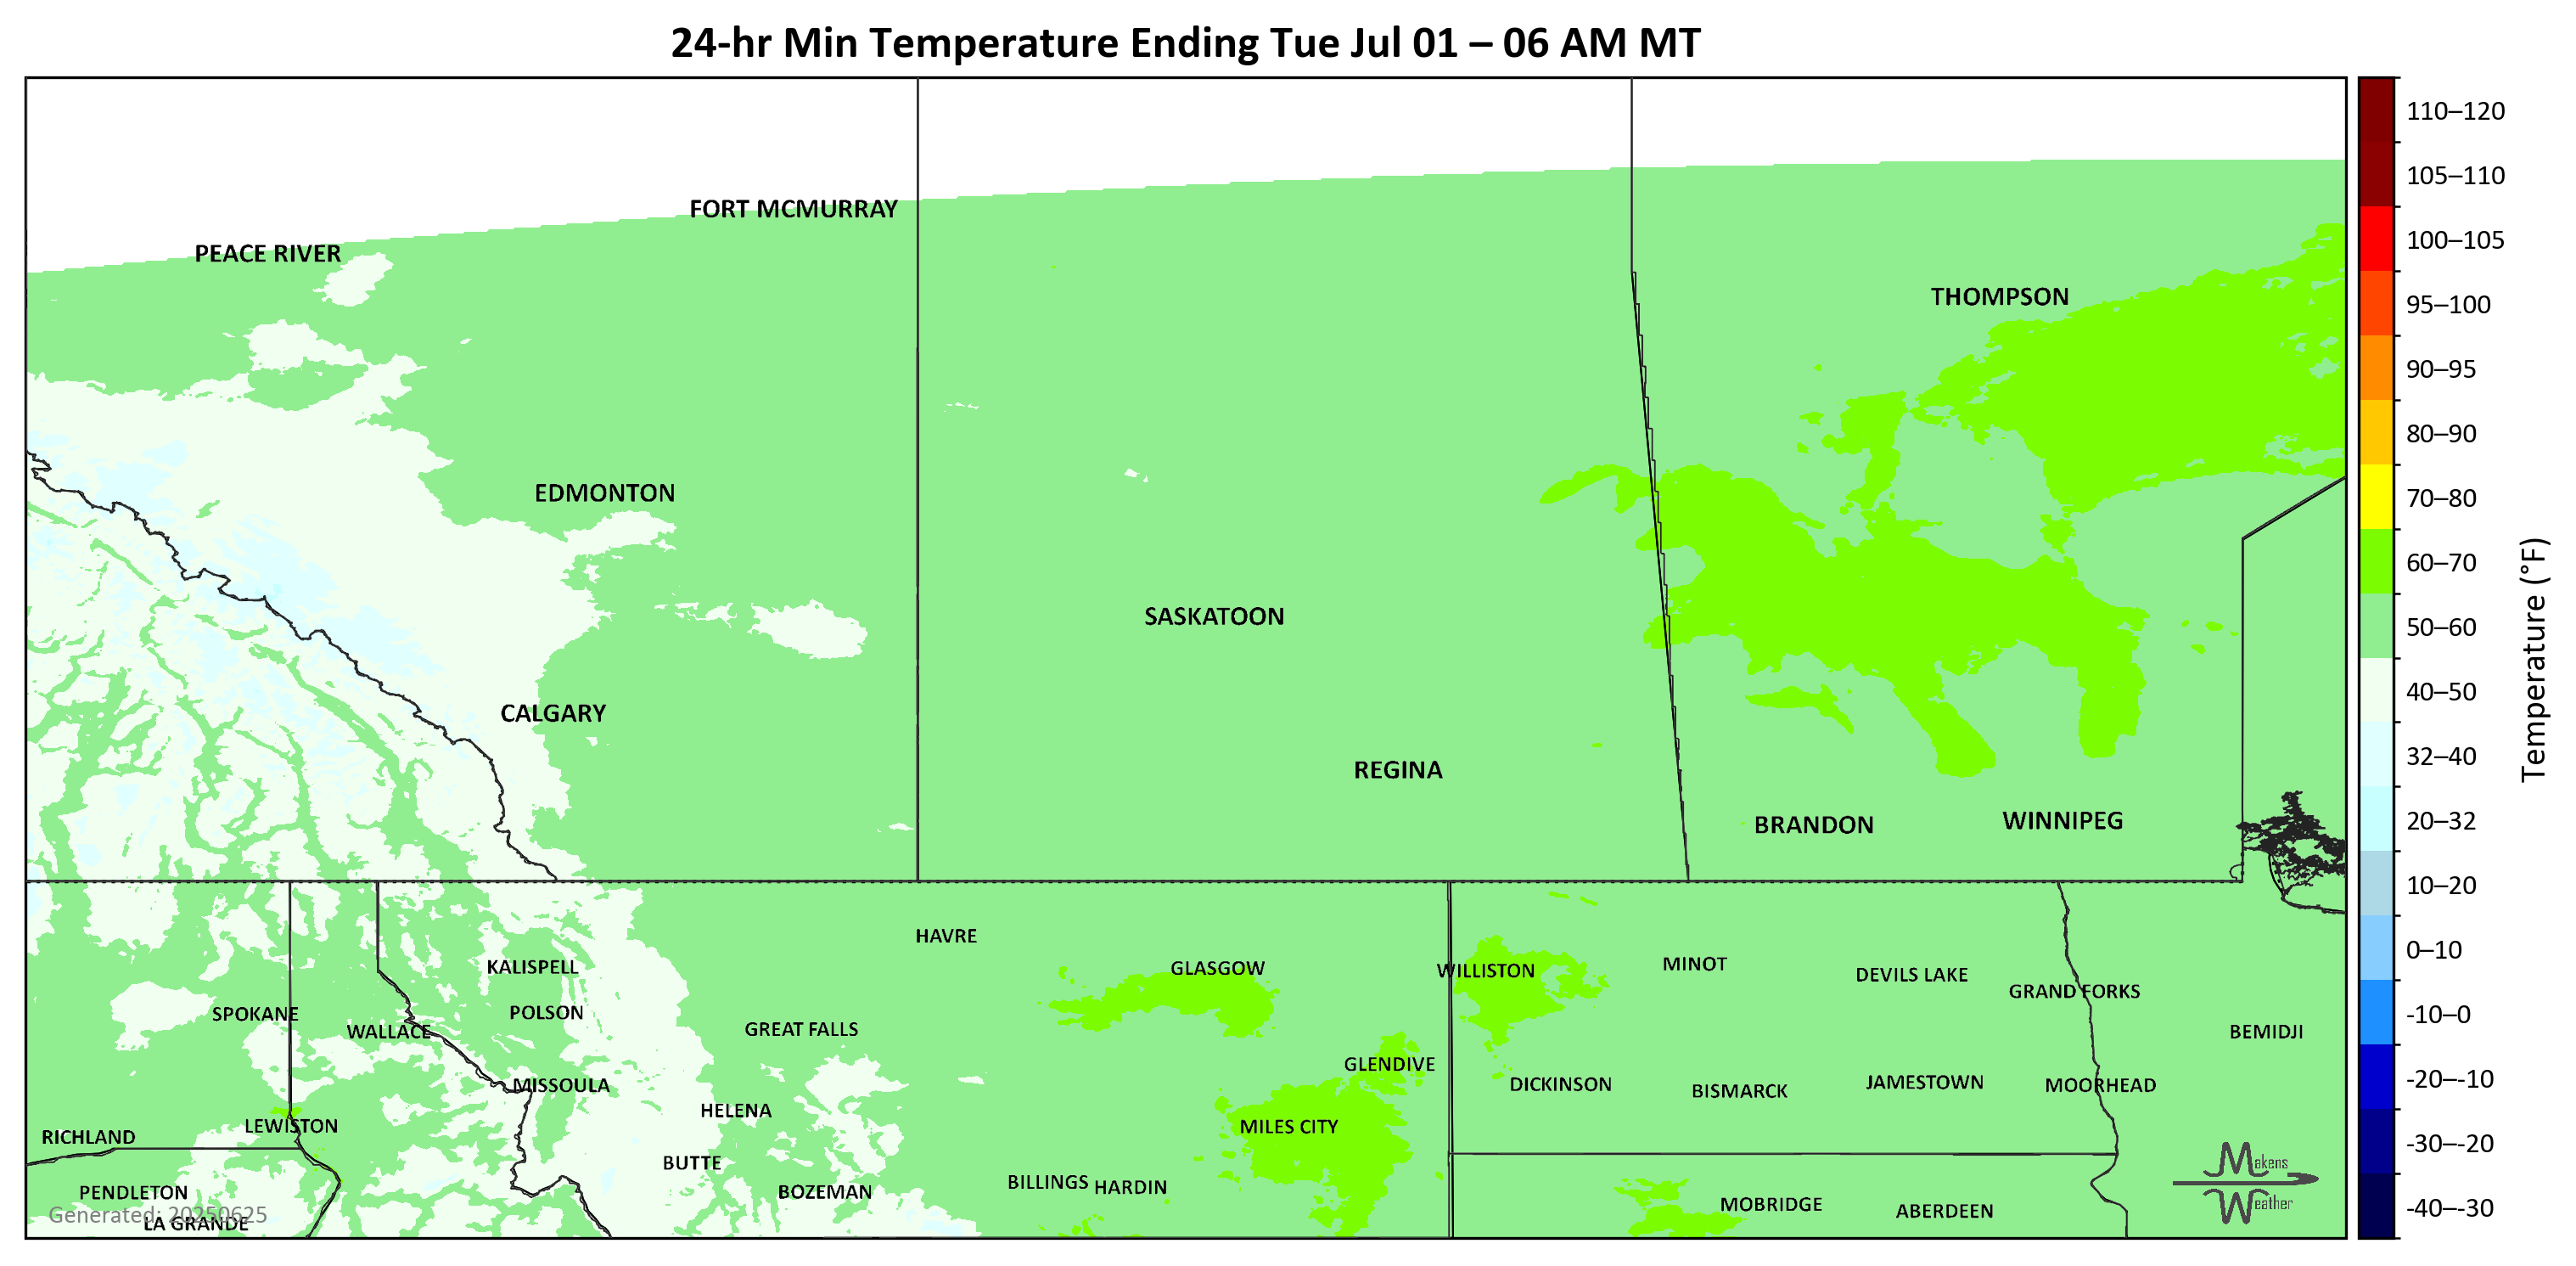 24-hr Min Temperature Ending Tue Jul 01 – 06 AM MT
FORT MCMURRAY
PEACE RIVER
THOMPSON
EDMONTON
SASKATOON
CALGARY
REGINA
BRANDON
WINNIPEG
HAVRE
KALISPELL
GLASGOW
WILLISTON
MINOT
DEVILS LAKE
GRAND FORKS
SPOKANE
POLSON
WALLACE
GREAT FALLS
BEMIDJI
GLENDIVE
MISSOULA
DICKINSON
BISMARCK
JAMESTOWN
MOORHEAD
HELENA
LEWISTON
MILES CITY
RICHLAND
BUTTE
PENDLETON
BOZEMAN
BILLINGS
HARDIN
MOBRIDGE
ABERDEEN
Generated: 20250625
LA GRANDE
Makens
Weather
110–120
105–110
100–105
95–100
90–95
80–90
70–80
60–70
50–60
40–50
32–40
20–32
10–20
0–10
-10–0
-20–-10
-30–-20
-40–-30
Temperature (°F)